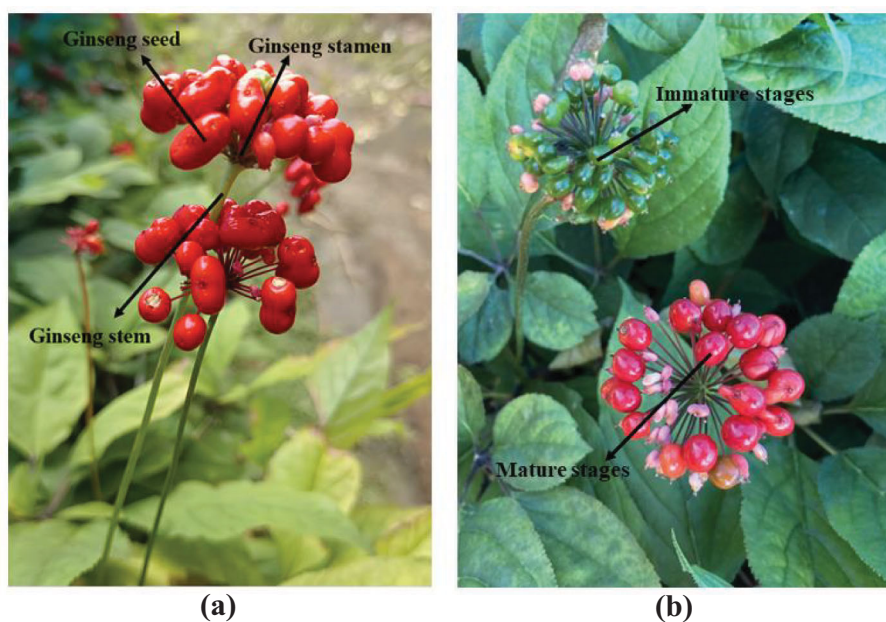 Ginseng seed
Ginseng stamen
Ginseng stem
Immature stages
Mature stages
(a)
(b)